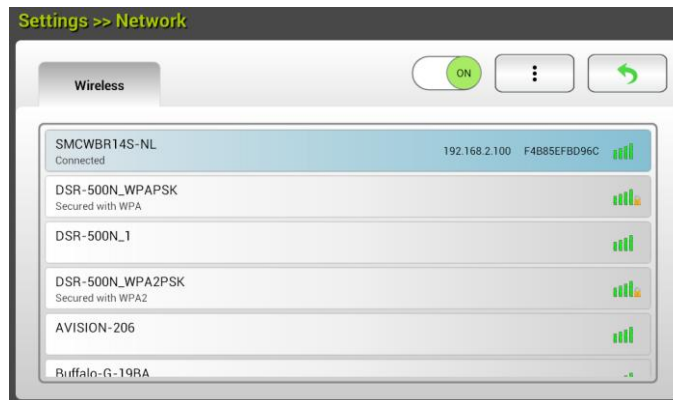 Settings >> Network
Wireless
ON
SMCWBR14S-NL
Connected
192.168.2.100 F4B85EFBD96C
DSR-500N_WPAPSK
Secured with WPA
DSR-500N_1
DSR-500N_WPA2PSK
Secured with WPA2
AVISION-206
Buffalo-G-19BA